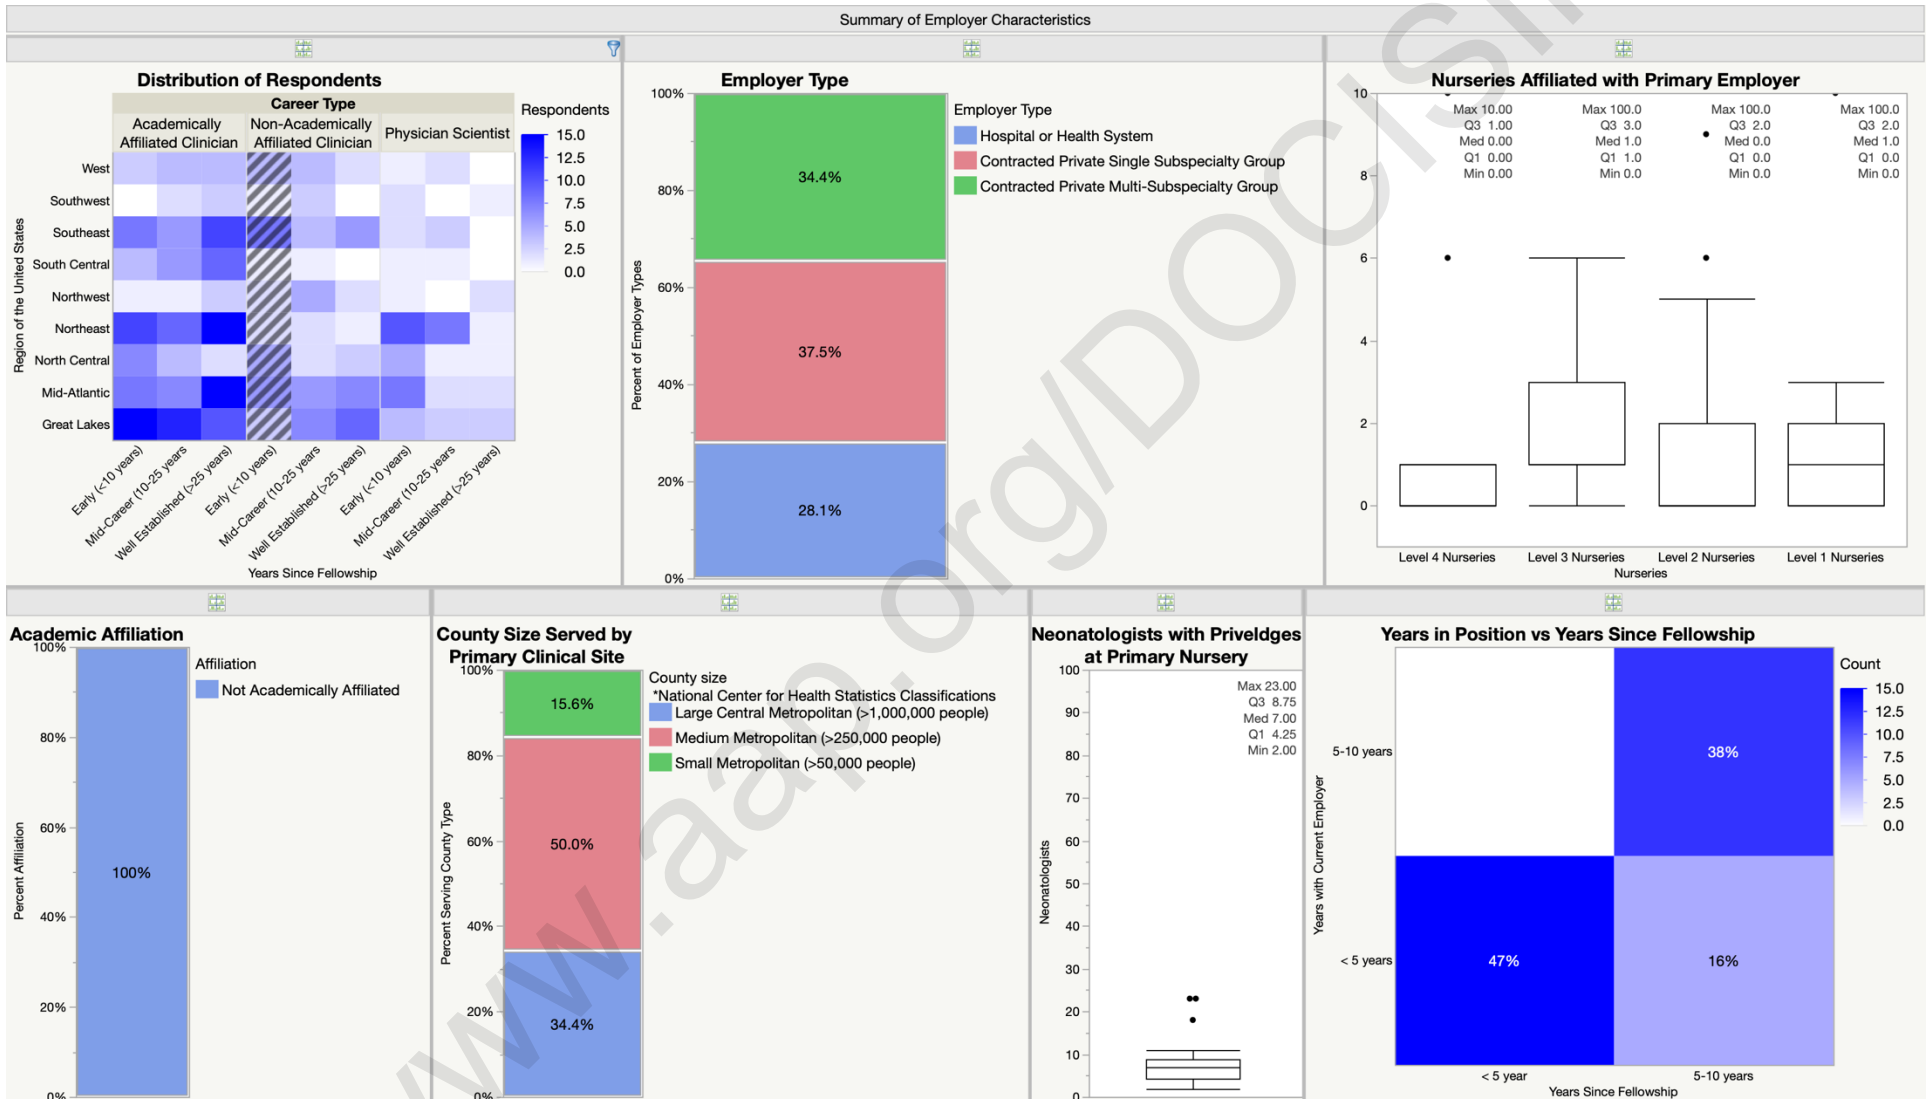 Summary of Employer Characteristics
Distribution of Respondents
Career Type
Academically
Affiliated Clinician
Non-Academically
Affiliated Clinician
Physician Scientist
Respondents
15.0
12.5
10.0
7.5
5.0
2.5
0.0
Region of the United States
West
Southwest
Southeast
South Central
Northwest
Northeast
North Central
Mid-Atlantic
Great Lakes
Early (<10 years)
Mid-Career (10-25 years
Well Established (>25 years)
Early (<10 years)
Mid-Career (10-25 years
Well Established (>25 years)
Early (<10 years)
Mid-Career (10-25 years
Well Established (>25 years)
Years Since Fellowship
Employer Type
Percent of Employer Types
100%
80%
60%
40%
20%
0%
34.4%
37.5%
28.1%
Employer Type
Hospital or Health System
Contracted Private Single Subspecialty Group
Contracted Private Multi-Subspecialty Group
Nurseries Affiliated with Primary Employer
10
8
6
4
2
0
Max 10.00
Q3 1.00
Med 0.00
Q1 0.00
Min 0.00
Max 100.0
Q3 3.0
Med 1.0
Q1 1.0
Min 0.0
Max 100.0
Q3 2.0
Med 0.0
Q1 0.0
Min 0.0
Max 100.0
Q3 2.0
Med 1.0
Q1 0.0
Min 0.0
Level 4 Nurseries
Level 3 Nurseries
Level 2 Nurseries
Level 1 Nurseries
Nurseries
Academic Affiliation
Percent Affiliation
100%
80%
60%
40%
20%
0%
100%
Affiliation
Not Academically Affiliated
County Size Served by
Primary Clinical Site
Percent Serving County Type
100%
80%
60%
40%
20%
0%
15.6%
50.0%
34.4%
County size
*National Center for Health Statistics Classifications
Large Central Metropolitan (>1,000,000 people)
Medium Metropolitan (>250,000 people)
Small Metropolitan (>50,000 people)
Neonatologists with Priveldges
at Primary Nursery
Neonatologists
100
90
80
70
60
50
40
30
20
10
0
Max 23.00
Q3 8.75
Med 7.00
Q1 4.25
Min 2.00
Years in Position vs Years Since Fellowship
Years with Current Employer
5-10 years
< 5 years
38%
47%
16%
< 5 year
5-10 years
Years Since Fellowship
Count
15.0
12.5
10.0
7.5
5.0
2.5
0.0
www.aap.org/DOCSI